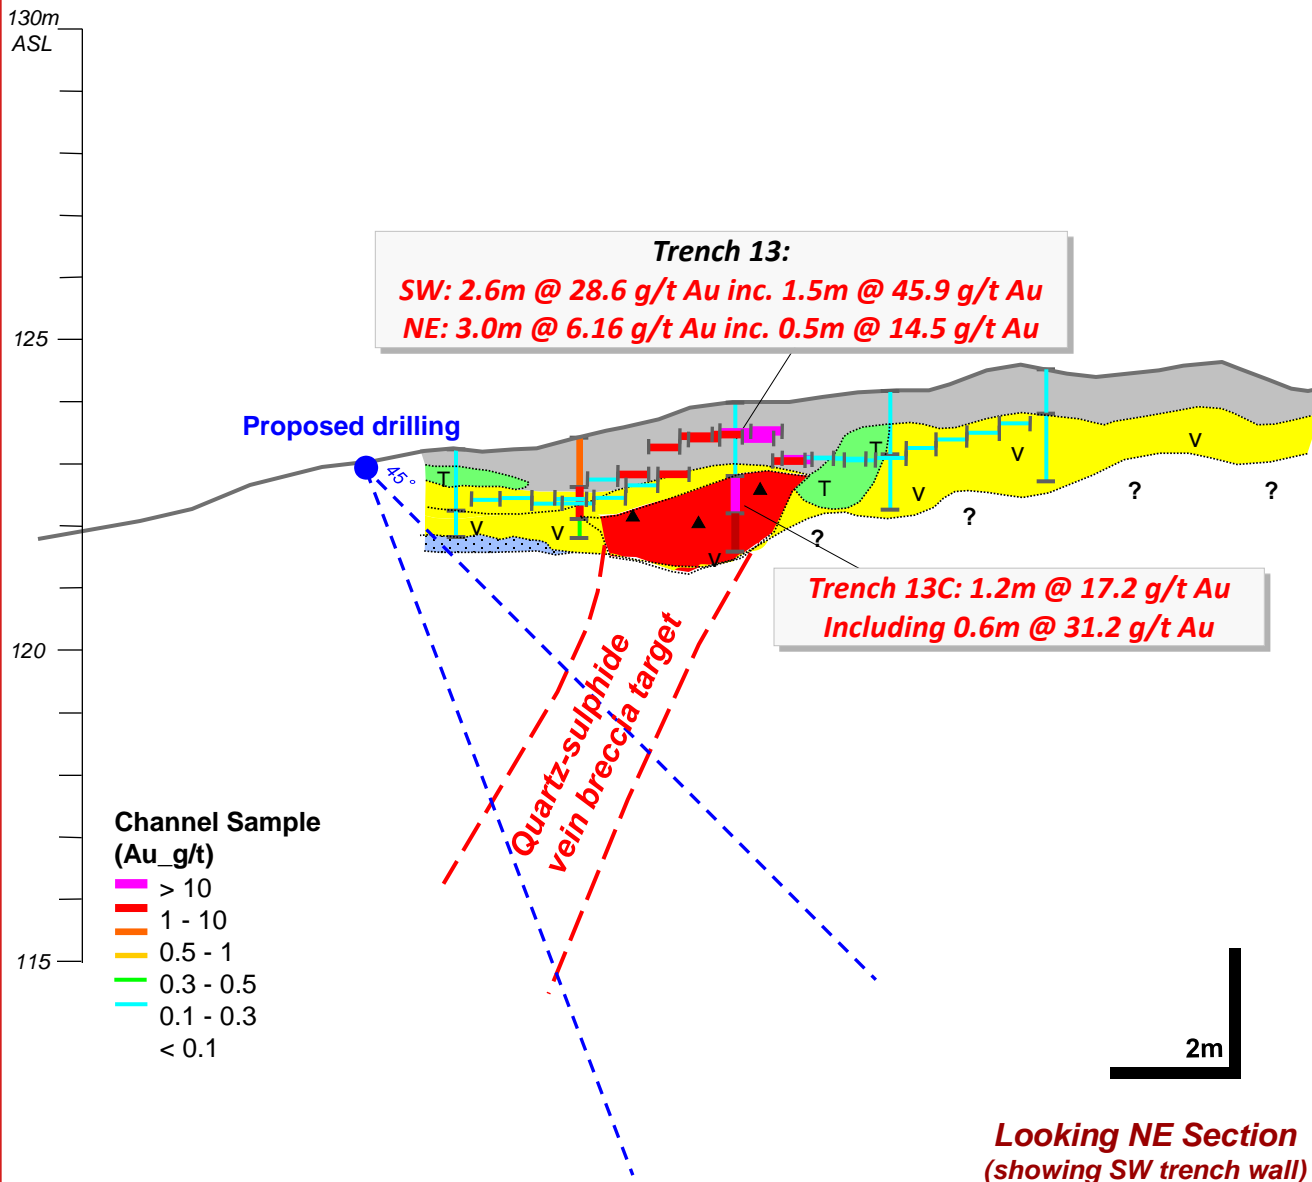 130m
ASL
125
120
115
Trench 13:
SW: 2.6m @ 28.6 g/t Au inc. 1.5m @ 45.9 g/t Au
NE: 3.0m @ 6.16 g/t Au inc. 0.5m @ 14.5 g/t Au
Proposed drilling
45°
T
T
T
V
V
V
V
V
V
?
?
?
?
Trench 13C: 1.2m @ 17.2 g/t Au
Including 0.6m @ 31.2 g/t Au
Quartz-sulphide
vein breccia target
Channel Sample
(Au_g/t)
> 10
1 - 10
0.5 - 1
0.3 - 0.5
0.1 - 0.3
< 0.1
2m
Looking NE Section
(showing SW trench wall)